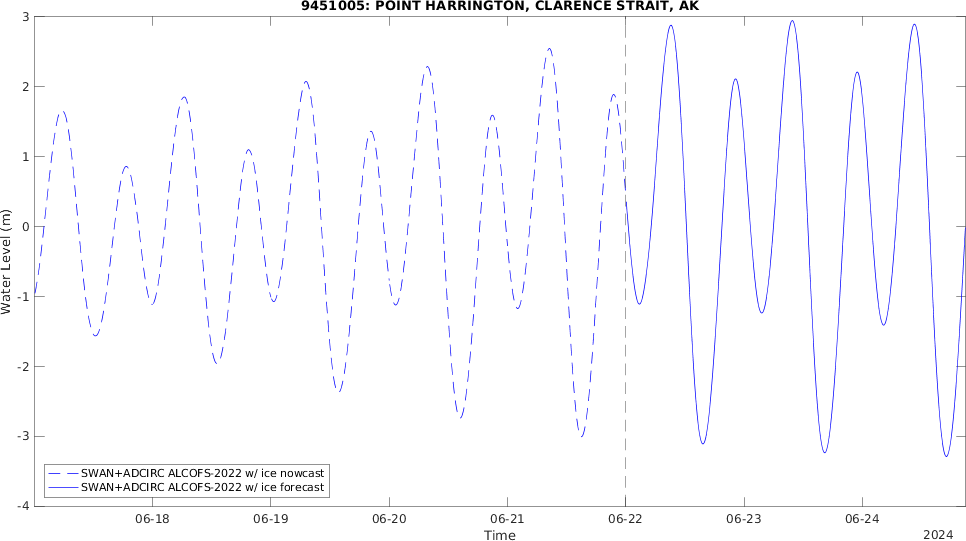 9451005: POINT HARRINGTON, CLARENCE STRAIT, AK
3
2
1
0
-1
-2
-3
-4
Water Level (m)
SWAN+ADCIRC ALCOFS-2022 w/ ice nowcast
SWAN+ADCIRC ALCOFS-2022 w/ ice forecast
06-18 06-19 06-20 06-21 06-22 06-23 06-24
Time
2024